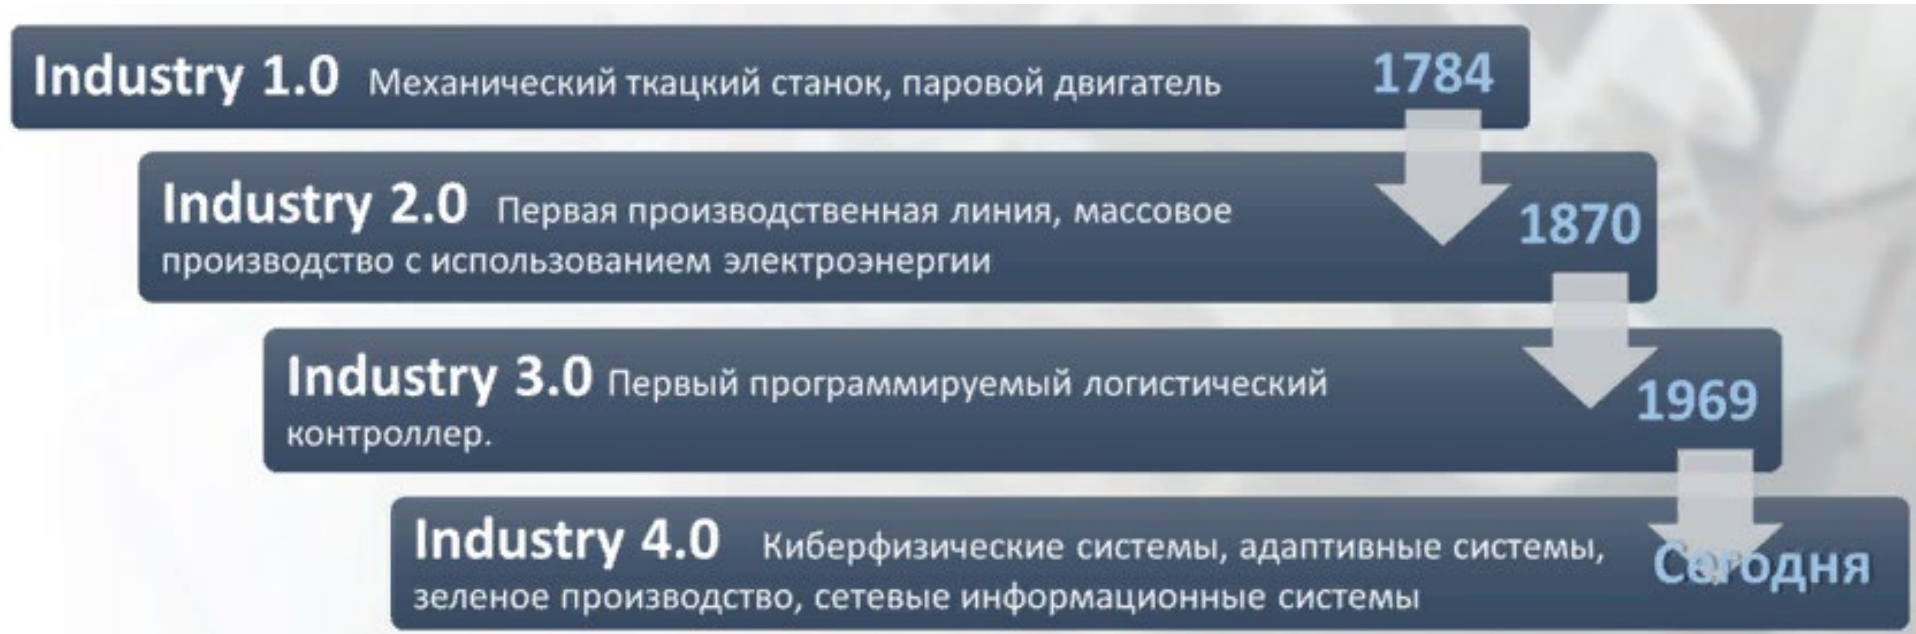 Industry 1.0 Механический ткацкий станок, паровой двигатель 1784
Industry 2.0 Первая производственная линия, массовое
производство с использованием электроэнергии 1870
Industry 3.0 Первый программируемый логистический
контроллер. 1969
Industry 4.0 Киберфизические системы, адаптивные системы,
зеленое производство, сетевые информационные системы Сегодня